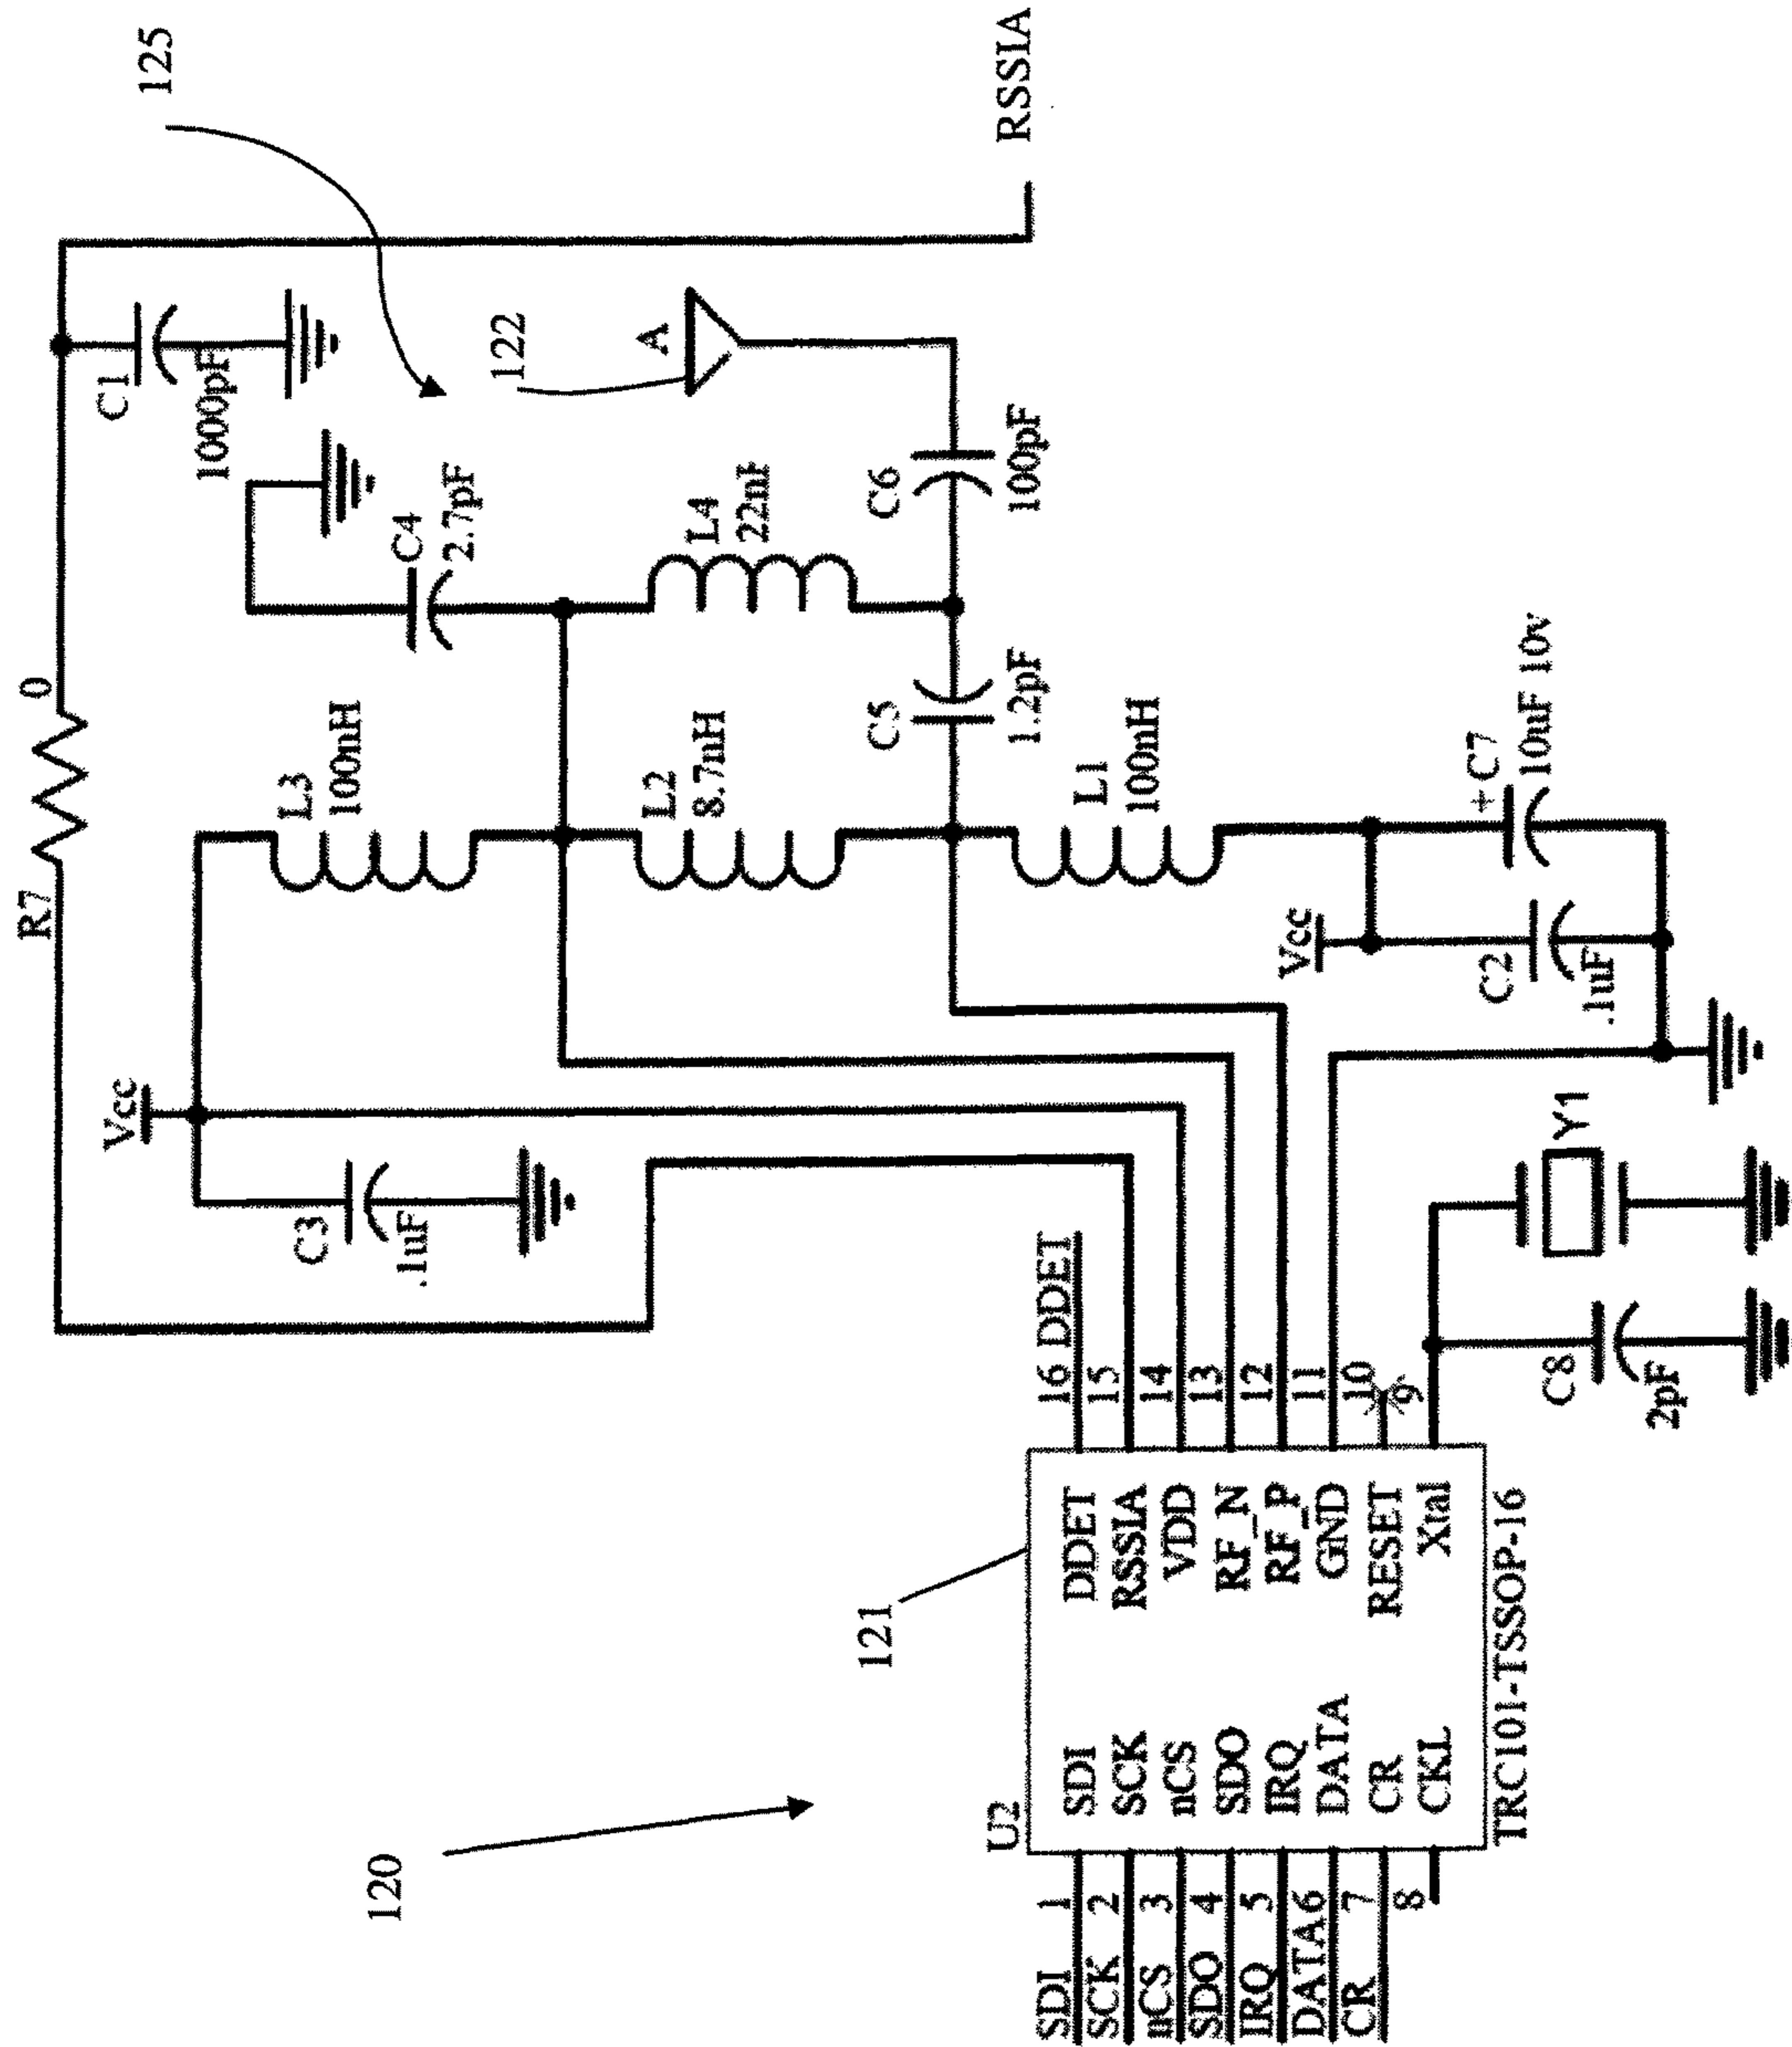 125
RSSIA
R7
0
C1
1000pF
122
A
C4
2.7pF
L4
22nF
C6
100pF
L3
100nH
L2
8.7nH
C5
1.2pF
L1
100nH
+
C7
10uF 10v
Vcc
C2
.1uF
Vcc
C3
.1uF
Y1
C8
2pF
120
121
U2
SDI 1 SDI DDET 16 DDET
SCK 2 SCK RSSIA 15
nCS 3 nCS VDD 14
SDO 4 SDO RF_N 13
IRQ 5 IRQ RF_P 12
DATA 6 DATA GND 11
CR 7 CR RESET 10
8 CKL Xtal 9
TRC101-TSSOP-16